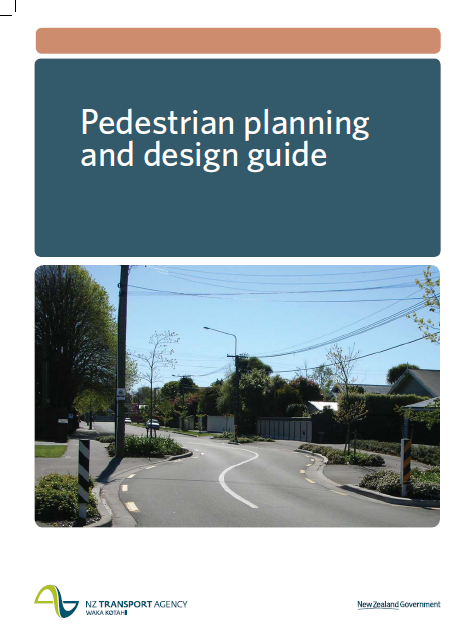 Pedestrian planning
and design guide
NZ TRANSPORT AGENCY
WAKA KOTAHI
New Zealand Government